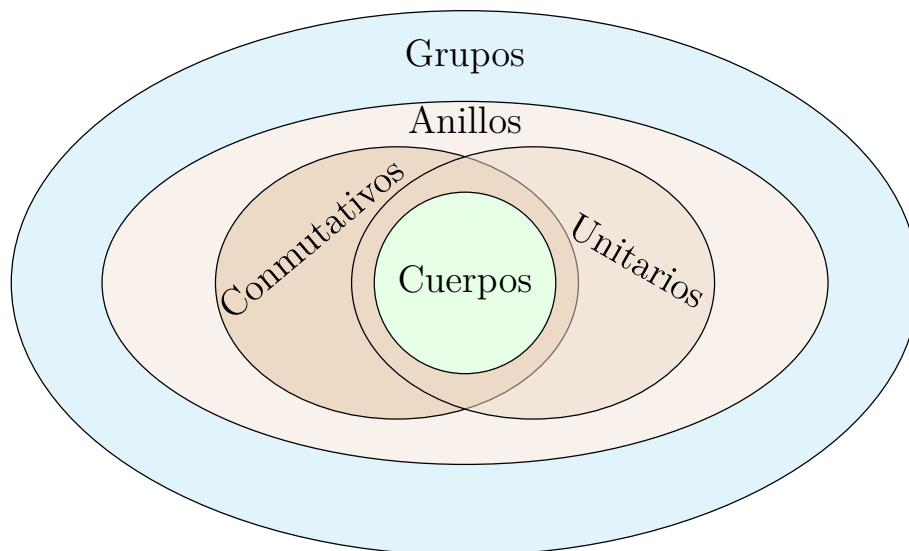 Grupos
Anillos
Conmutativos
Unitarios
Cuerpos